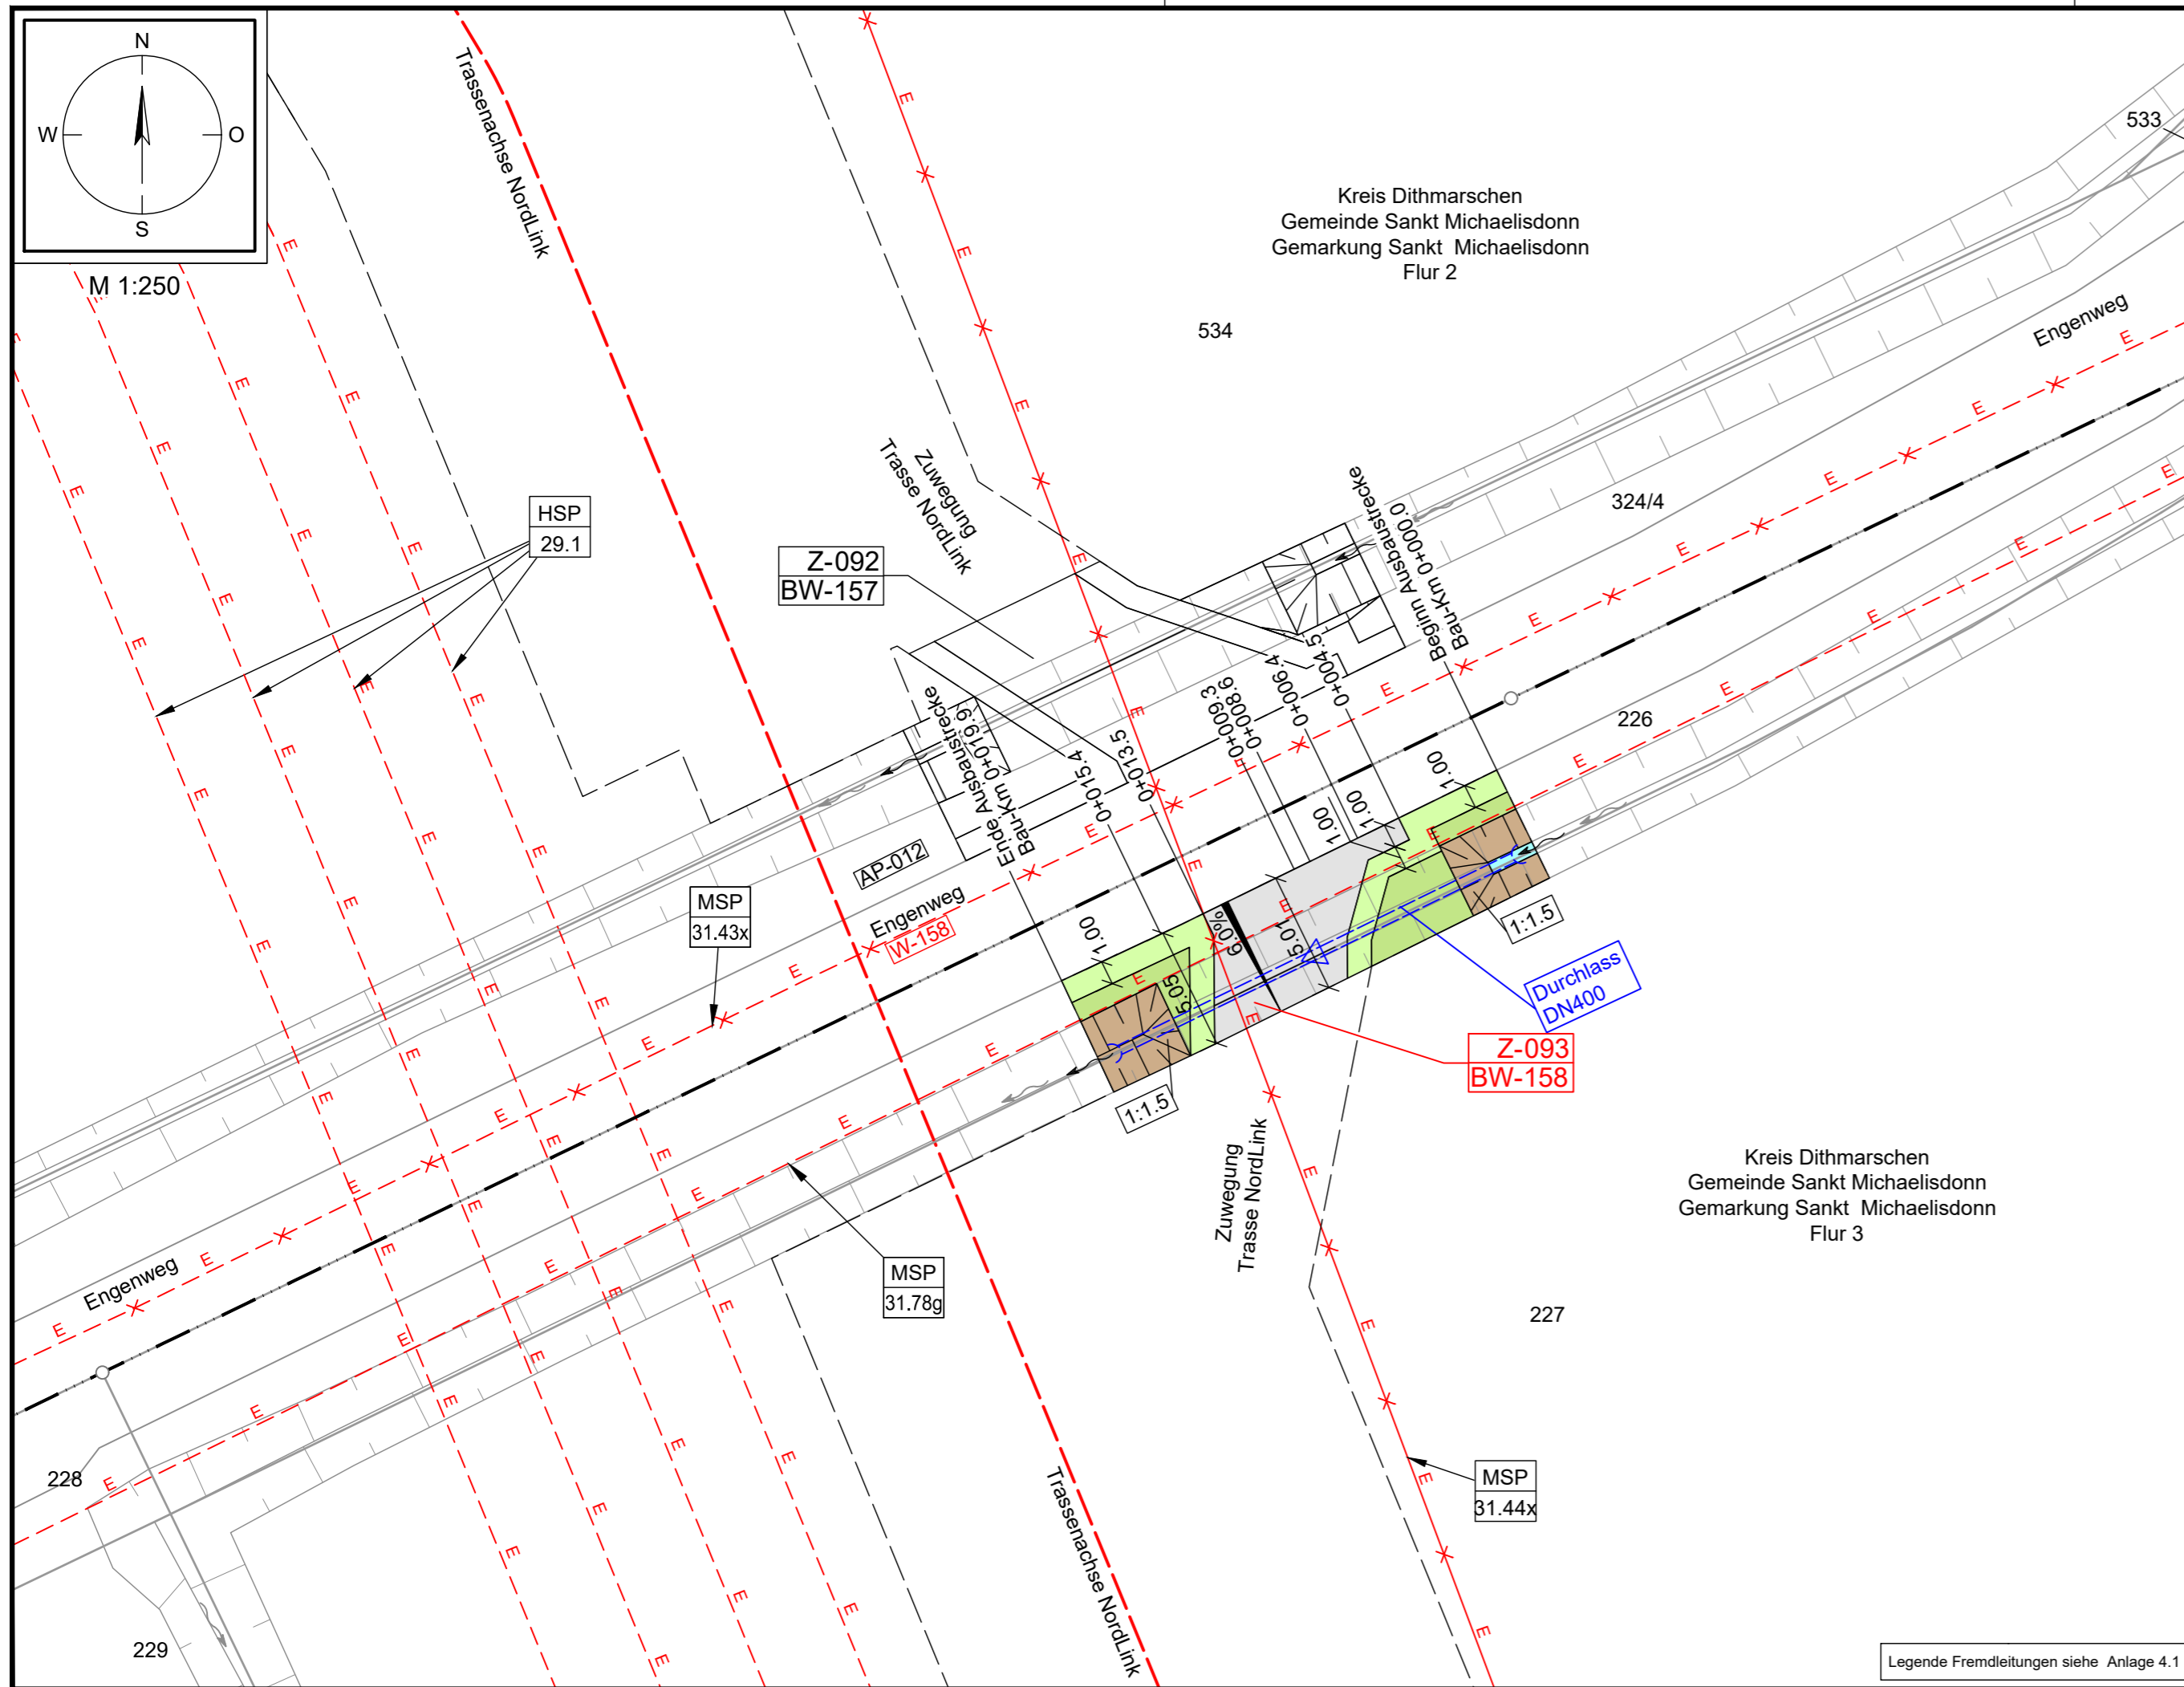 N
W
O
S
M 1:250
Trassenachse NordLink
Kreis Dithmarschen
Gemeinde Sankt Michaelisdonn
Gemarkung Sankt  Michaelisdonn
Flur 2
533
534
Engenweg
324/4
HSP
29.1
Zuwegung
Trasse NordLink
Z-092
BW-157
Beginn Ausbaustrecke
Bau-Km 0+000.0
0+004.5
0+006.4
0+008.6
0+009.3
0+013.5
0+015.4
Ende Ausbaustrecke
Bau-Km 0+019.9
226
1.00
1.00
1.00
1.00
AP-012
Engenweg
W-158
MSP
31.43x
6.0%
5.01
5.05
1:1.5
1:1.5
Durchlass
DN400
Z-093
BW-158
Zuwegung
Trasse NordLink
Kreis Dithmarschen
Gemeinde Sankt Michaelisdonn
Gemarkung Sankt  Michaelisdonn
Flur 3
Engenweg
MSP
31.78g
227
228
229
Trassenachse NordLink
MSP
31.44x
Legende Fremdleitungen siehe  Anlage 4.1